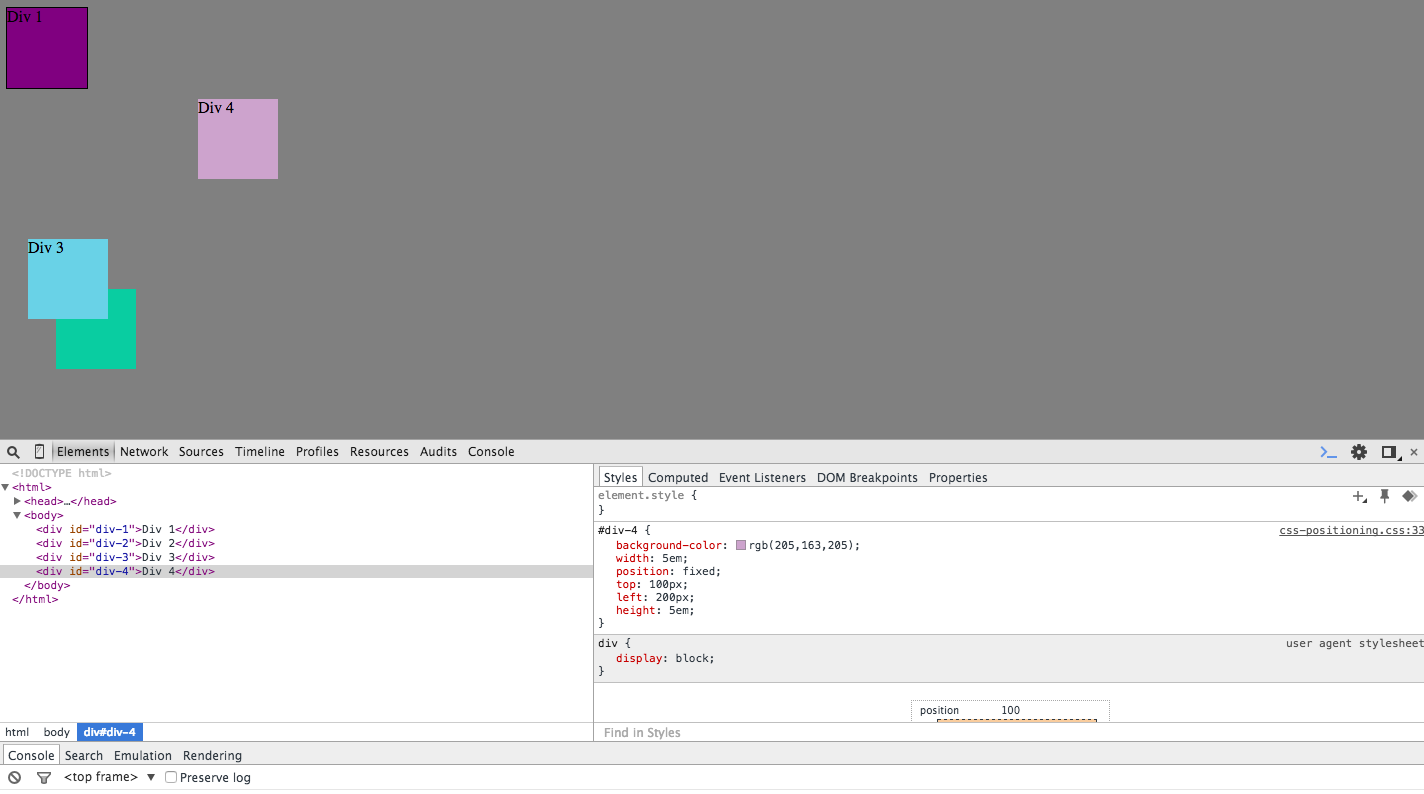 Div 1
Div 4
Div 3
Elements Network Sources Timeline Profiles Resources Audits Console
<!DOCTYPE html>
<html>
<head>…</head>
<body>
<div id="div-1">Div 1</div>
<div id="div-2">Div 2</div>
<div id="div-3">Div 3</div>
<div id="div-4">Div 4</div>
</body>
</html>
html body div#div-4
Styles Computed Event Listeners DOM Breakpoints Properties
element.style {
}
#div-4 { css-positioning.css:33
background-color: rgb(205,163,205);
width: 5em;
position: fixed;
top: 100px;
left: 200px;
height: 5em;
}
div { user agent stylesheet
display: block;
}
position 100
Find in Styles
Console Search Emulation Rendering
<top frame> ▼ Preserve log